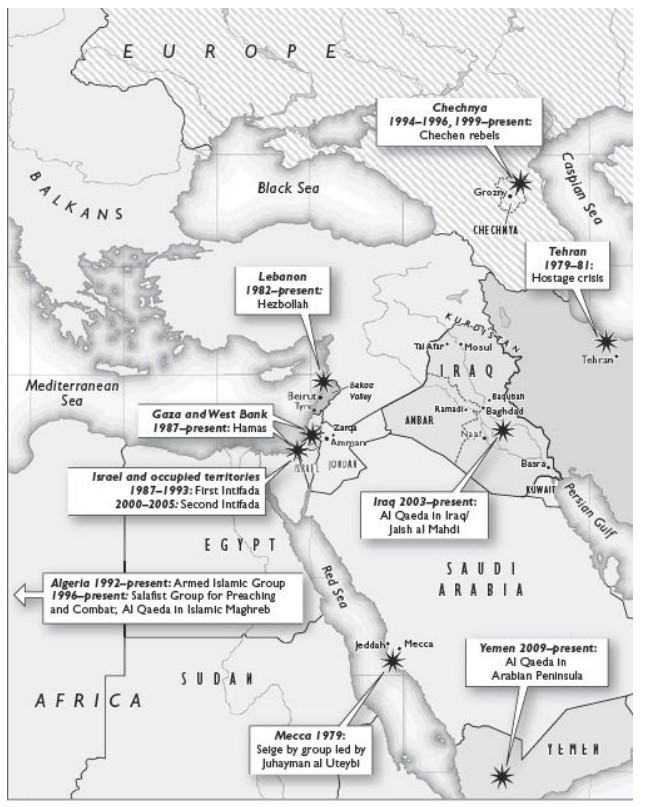 EUROPE
Chechnya
1994–1996, 1999–present:
Chechen rebels
Caspian Sea
Grozny
CHECHNYA
Black Sea
BALKANS
Tehran
1979–81:
Hostage crisis
Tehran
Lebanon
1982–present:
Hezbollah
KURDISTAN
Tal Afar
Mosul
IRAQ
Mediterranean
Sea
Beirut
Tyre
Bekaa
Valley
Baqubah
Ramadi
Baghdad
ANBAR
Najaf
Gaza and West Bank
1987–present: Hamas
Zarqa
Amman
ISRAEL
JORDAN
Basra
KUWAIT
Persian Gulf
Israel and occupied territories
1987–1993: First Intifada
2000–2005: Second Intifada
Iraq 2003–present:
Al Qaeda in Iraq/
Jaish al Mahdi
EGYPT
Red Sea
SAUDI
ARABIA
Algeria 1992–present: Armed Islamic Group
1996–present: Salafist Group for Preaching
and Combat; Al Qaeda in Islamic Maghreb
Jeddah
Mecca
Yemen 2009–present:
Al Qaeda in
Arabian Peninsula
SUDAN
AFRICA
Mecca 1979:
Seige by group led by
Juhayman al Uteybi
YEMEN